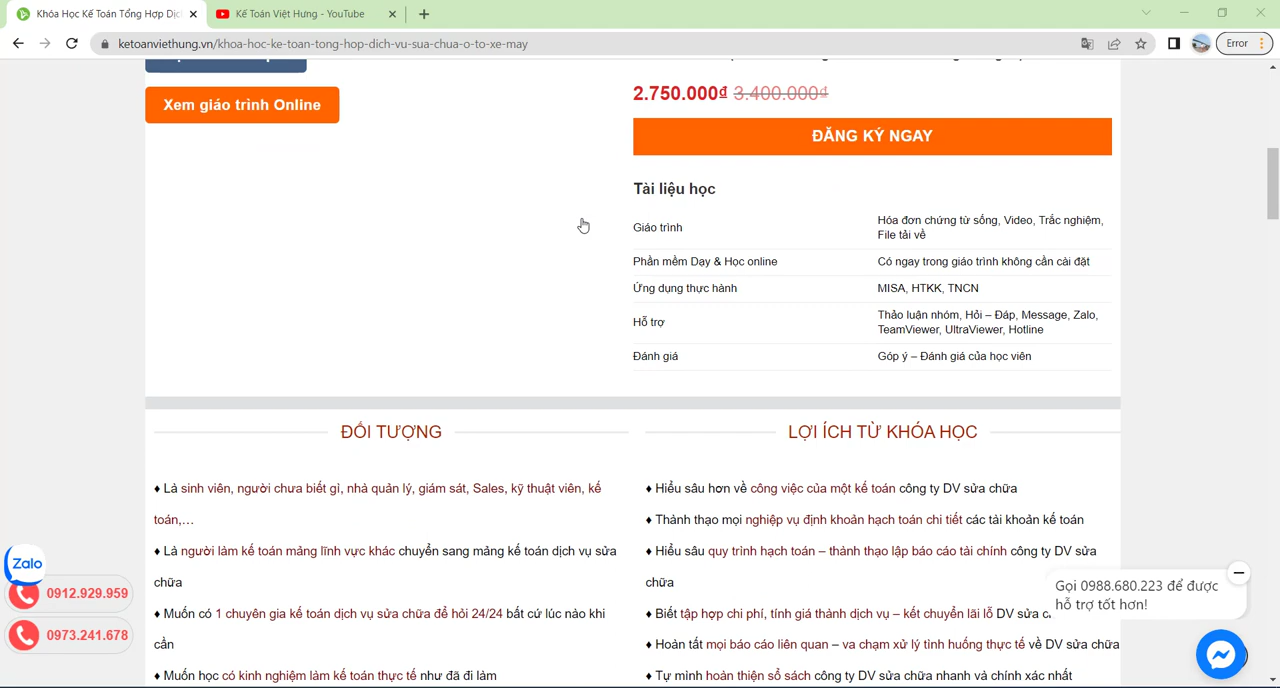 Khóa Học Kế Toán Tổng Hợp Dịc
Kế Toán Việt Hưng - YouTube
ketoanviethung.vn/khoa-hoc-ke-toan-tong-hop-dich-vu-sua-chua-o-to-xe-may
Error
Xem giáo trình Online
2.750.000₫ 3.400.000₫
ĐĂNG KÝ NGAY
Tài liệu học
Giáo trình
Hóa đơn chứng từ sống, Video, Trắc nghiệm,
File tải về
Phần mềm Dạy & Học online
Có ngay trong giáo trình không cần cài đặt
Ứng dụng thực hành
MISA, HTKK, TNCN
Hỗ trợ
Thảo luận nhóm, Hỏi – Đáp, Message, Zalo,
TeamViewer, UltraViewer, Hotline
Đánh giá
Góp ý – Đánh giá của học viên
ĐỐI TƯỢNG
♦ Là sinh viên, người chưa biết gì, nhà quản lý, giám sát, Sales, kỹ thuật viên, kế
toán,…
♦ Là người làm kế toán mảng lĩnh vực khác chuyển sang mảng kế toán dịch vụ sửa
chữa
♦ Muốn có 1 chuyên gia kế toán dịch vụ sửa chữa để hỏi 24/24 bất cứ lúc nào khi
cần
♦ Muốn học có kinh nghiệm làm kế toán thực tế như đã đi làm
LỢI ÍCH TỪ KHÓA HỌC
♦ Hiểu sâu hơn về công việc của một kế toán công ty DV sửa chữa
♦ Thành thạo mọi nghiệp vụ định khoản hạch toán chi tiết các tài khoản kế toán
♦ Hiểu sâu quy trình hạch toán – thành thạo lập báo cáo tài chính công ty DV sửa
chữa
♦ Biết tập hợp chi phí, tính giá thành dịch vụ – kết chuyển lãi lỗ DV sửa
♦ Hoàn tất mọi báo cáo liên quan – va chạm xử lý tình huống thực tế về DV sửa chữa
♦ Tự mình hoàn thiện sổ sách công ty DV sửa chữa nhanh và chính xác nhất
Zalo
0912.929.959
0973.241.678
Gọi 0988.680.223 để được
hỗ trợ tốt hơn!